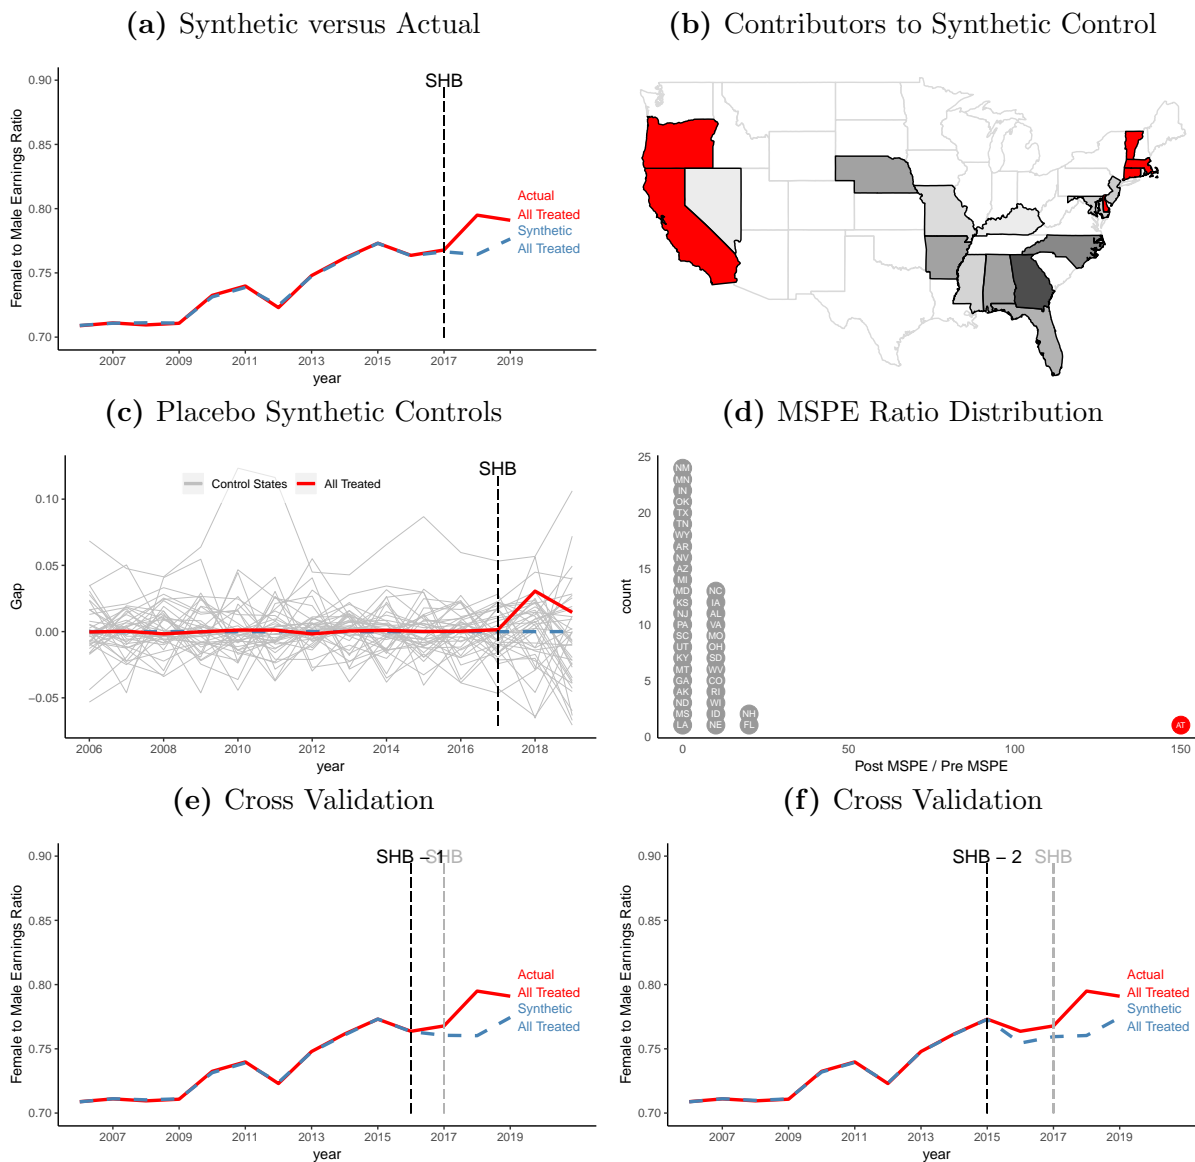 (a) Synthetic versus Actual
(b) Contributors to Synthetic Control
Female to Male Earnings Ratio
0.90
0.85
0.80
0.75
0.70
SHB
Actual
All Treated
Synthetic
All Treated
2007
2009
2011
2013
2015
2017
2019
year
(c) Placebo Synthetic Controls
(d) MSPE Ratio Distribution
Gap
0.10
0.05
0.00
−0.05
Control States
All Treated
SHB
2006
2008
2010
2012
2014
2016
2018
year
count
25
20
15
10
5
0
NM
MN
IN
OK
TX
TN
WY
AR
NV
AZ
MI
MD
KS
NJ
PA
SC
UT
KY
MT
GA
AK
ND
MS
LA
NC
IA
AL
VA
MO
OH
SD
WV
CO
RI
WI
ID
NE
NH
FL
AT
0
50
100
150
Post MSPE / Pre MSPE
(e) Cross Validation
(f) Cross Validation
Female to Male Earnings Ratio
0.90
0.85
0.80
0.75
0.70
SHB − 1
SHB
Actual
All Treated
Synthetic
All Treated
2007
2009
2011
2013
2015
2017
2019
year
Female to Male Earnings Ratio
0.90
0.85
0.80
0.75
0.70
SHB − 2
SHB
Actual
All Treated
Synthetic
All Treated
2007
2009
2011
2013
2015
2017
2019
year